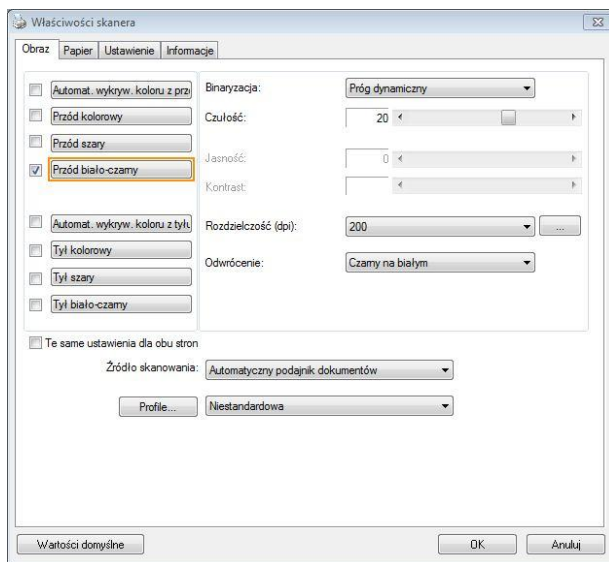 Właściwości skanera
Obraz Papier Ustawienie Informacje
Automat. wykryw. koloru z prz
Przód kolorowy
Przód szary
Przód biało-czarny
Automat. wykryw. koloru z tyłu
Tył kolorowy
Tył szary
Tył biało-czarny
Binaryzacja: Próg dynamiczny
Czułość: 20
Jasność: 0
Kontrast:
Rozdzielczość (dpi): 200 ...
Odwrócenie: Czarny na białym
Te same ustawienia dla obu stron
Źródło skanowania: Automatyczny podajnik dokumentów
Profile... Niestandardowa
Wartości domyślne OK Anuluj